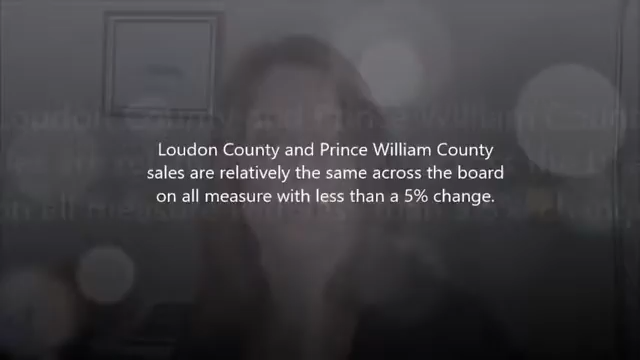 Loudon County and Prince William County
sales are relatively the same across the board
on all measure with less than a 5% change.